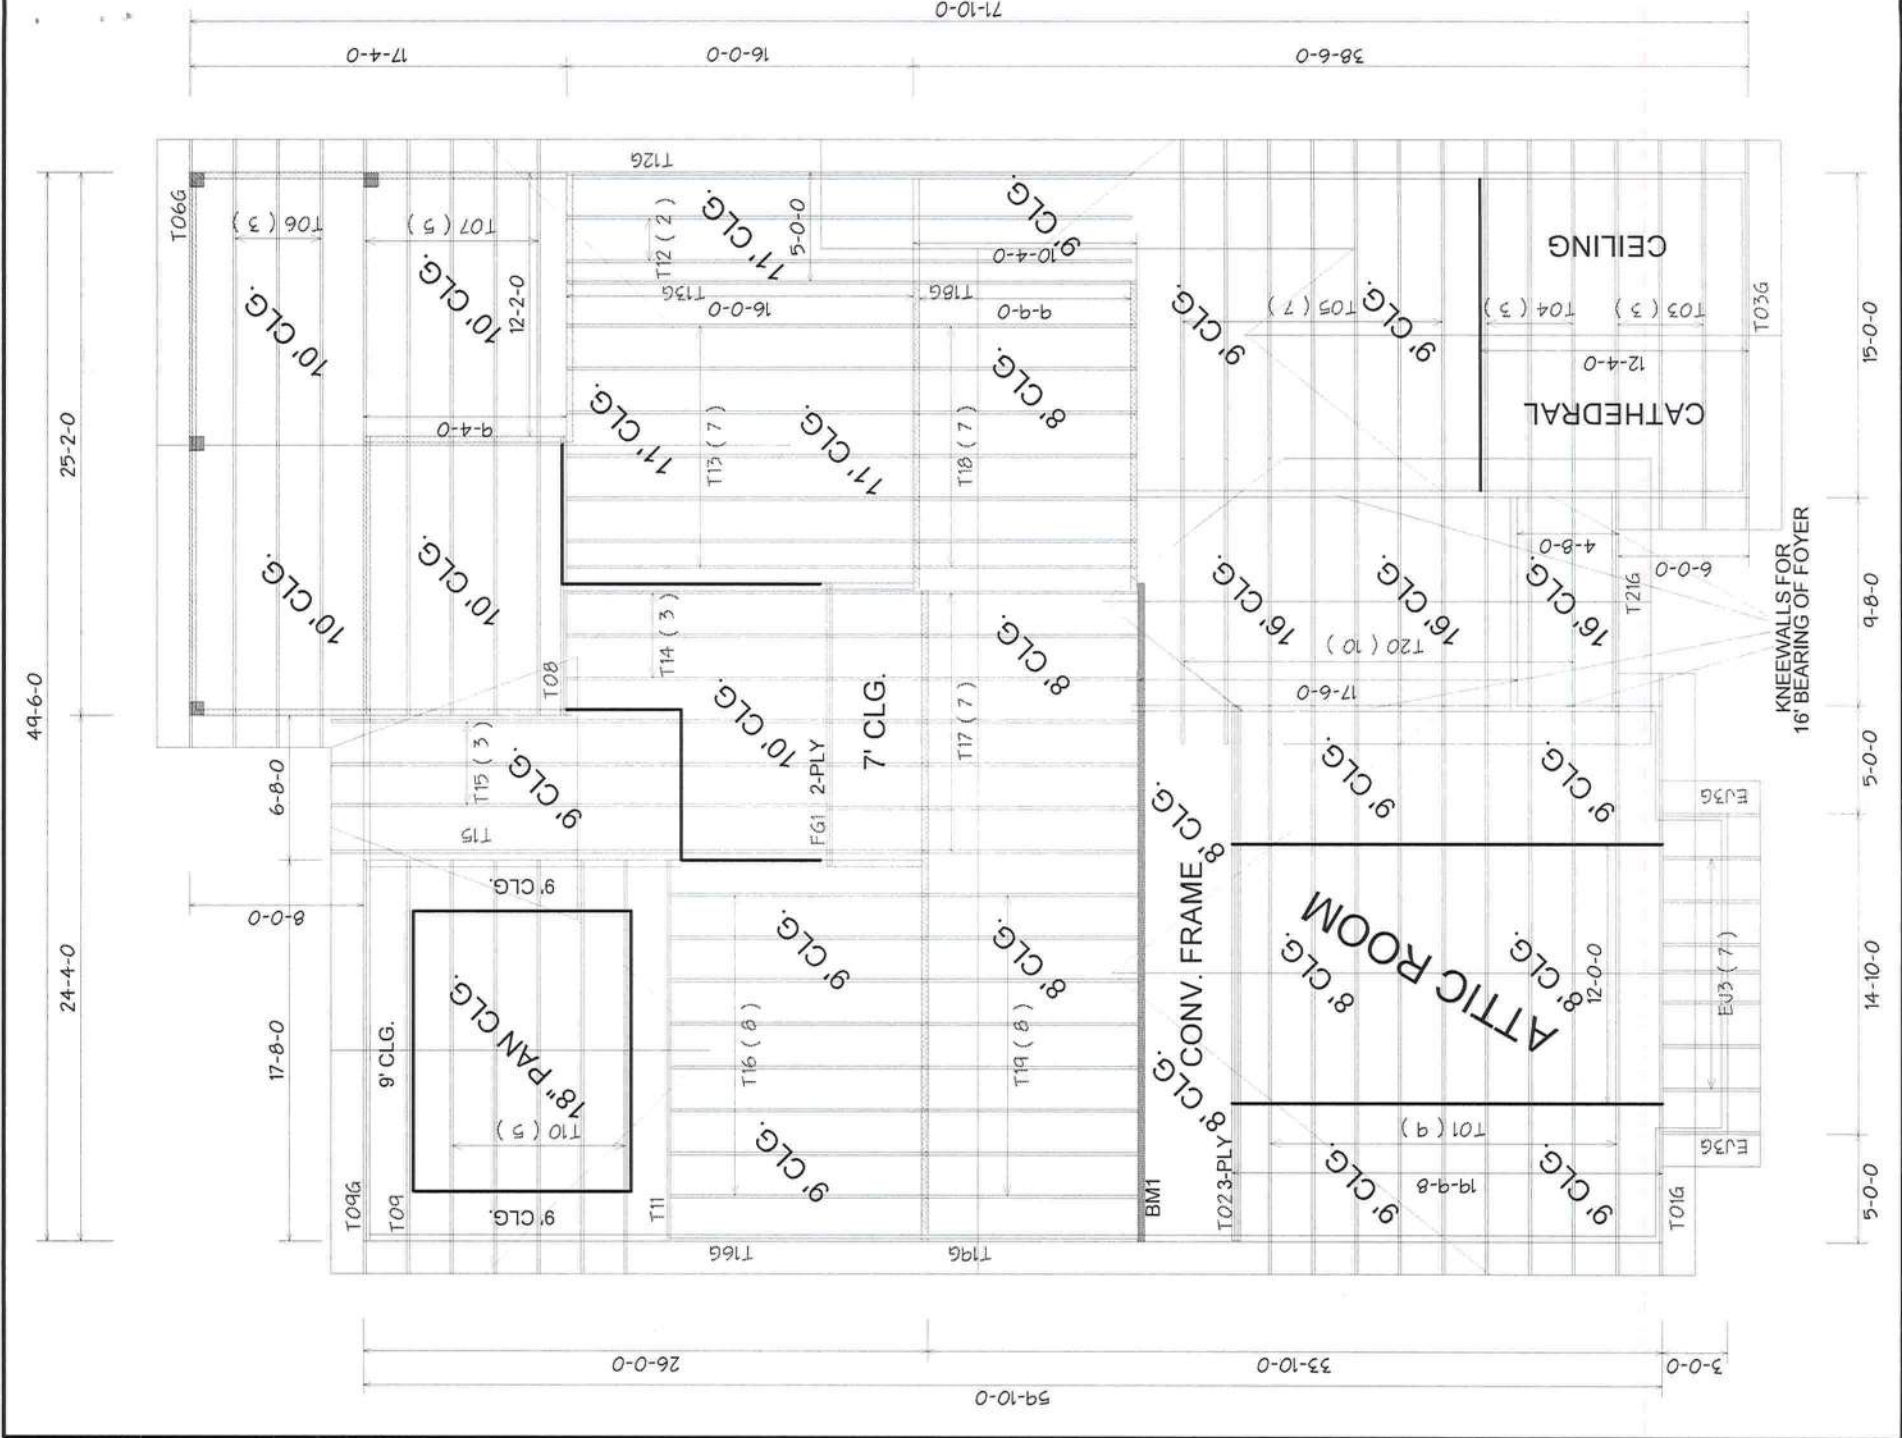 71-10-0
17-4-0
16-0-0
38-6-0
49-6-0
25-2-0
24-4-0
6-8-0
17-8-0
8-0-0
T06G
T06 ( 3 )
T07 ( 5 )
10' CLG.
10' CLG.
12-2-0
9-4-0
10' CLG.
10' CLG.
T08
T12G
T12 ( 2 )
11' CLG.
5-0-0
T13G
16-0-0
11' CLG.
T13 ( 7 )
11' CLG.
9' CLG.
10-4-0
T18G
9-9-0
8' CLG.
T18 ( 7 )
T14 ( 3 )
10' CLG.
FG1 2-PLY
7' CLG.
T17 ( 7 )
8' CLG.
T15 ( 3 )
9' CLG.
T15
9' CLG.
18" PAN CLG.
9' CLG.
T10 ( 5 )
9' CLG.
T09G
T09
T11
T16 ( 8 )
9' CLG.
9' CLG.
T19 ( 8 )
8' CLG.
T16G
T19G
9' CLG.
T05 ( 7 )
9' CLG.
CATHEDRAL
CEILING
T04 ( 3 )
T03 ( 3 )
12-4-0
T03G
16' CLG.
16' CLG.
16' CLG.
4-8-0
6-0-0
T21G
T20 ( 10 )
17-6-0
KNEEWALLS FOR
16' BEARING OF FOYER
8' CLG.
CONV. FRAME
8' CLG.
BM1
T02 3-PLY
9' CLG.
9' CLG.
ATTIC ROOM
8' CLG.
8' CLG.
12-0-0
T01 ( 9 )
19-9-8
9' CLG.
9' CLG.
T01G
EJ3G
EJ3 ( 7 )
EJ3G
15-0-0
9-8-0
5-0-0
14-10-0
5-0-0
26-0-0
33-10-0
3-0-0
59-10-0